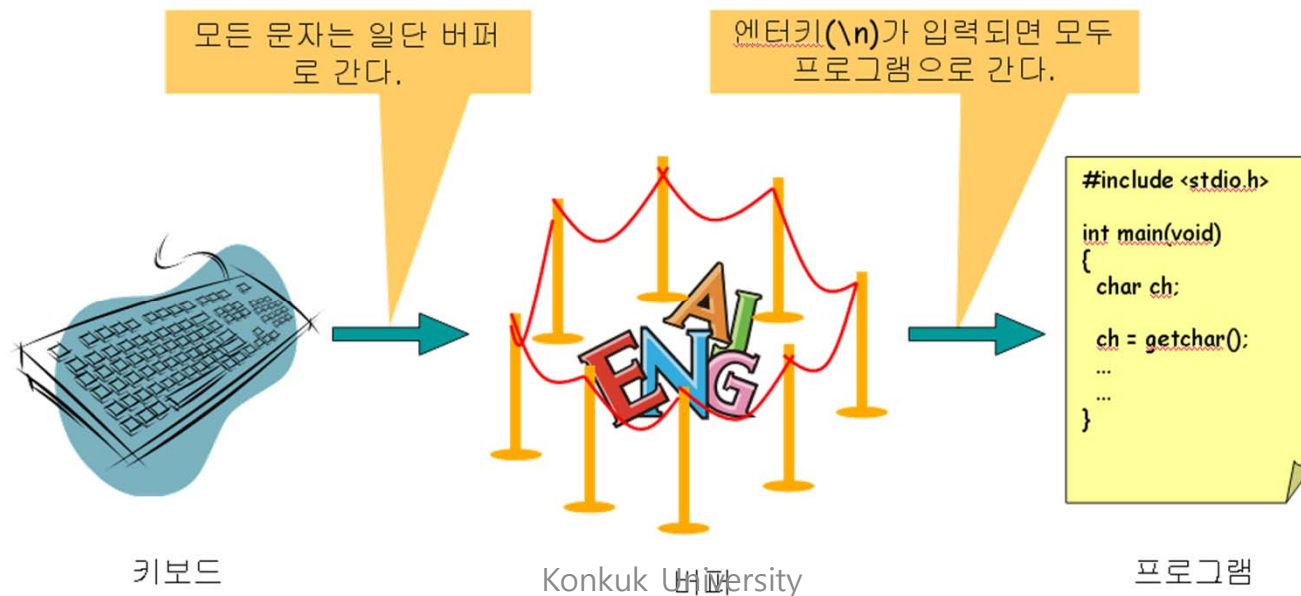 모든 문자는 일단 버퍼
로 간다.
엔터키(\n)가 입력되면 모두
프로그램으로 간다.
#include <stdio.h>
int main(void)
{
char ch;
ch = getchar();
...
...
}
AI
ENG
키보드
버퍼
Konkuk University
프로그램